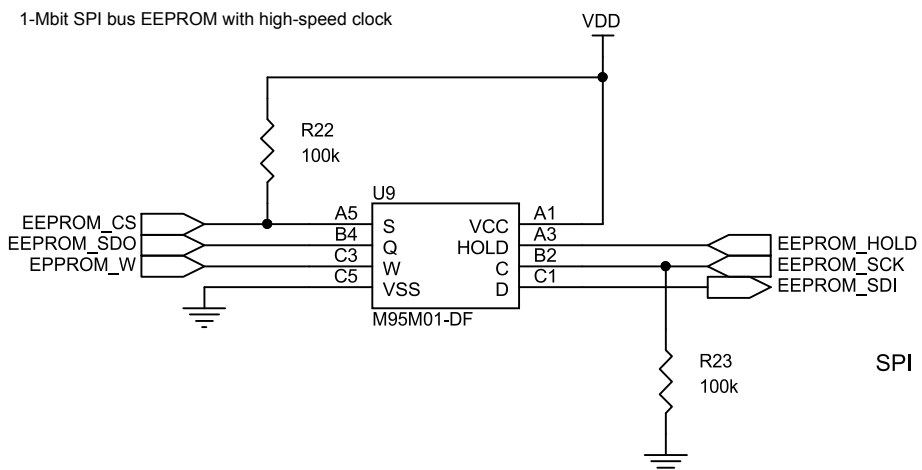 1-Mbit SPI bus EEPROM with high-speed clock
VDD
R22
100k
U9
EEPROM_CS A5 S VCC A1
EEPROM_SDO B4 Q HOLD A3 EEPROM_HOLD
EPPROM_W C3 W C B2 EEPROM_SCK
C5 VSS D C1 EEPROM_SDI
M95M01-DF
R23
100k
SPI